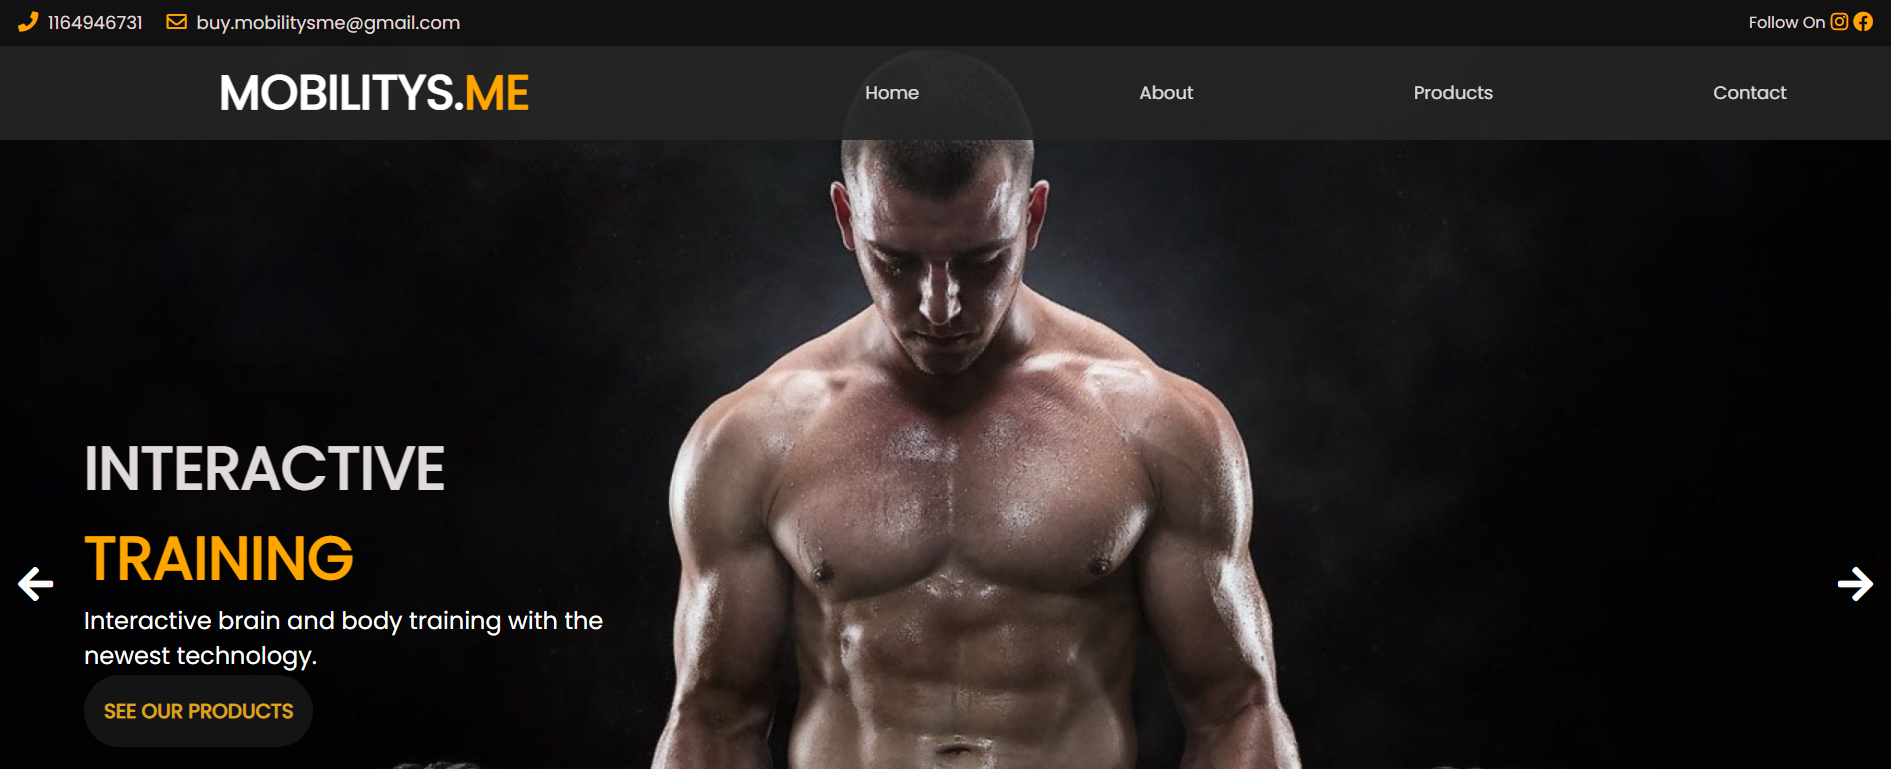 1164946731 buy.mobilitysme@gmail.com Follow On
MOBILITYS.ME Home About Products Contact
INTERACTIVE
TRAINING
Interactive brain and body training with the
newest technology.
SEE OUR PRODUCTS